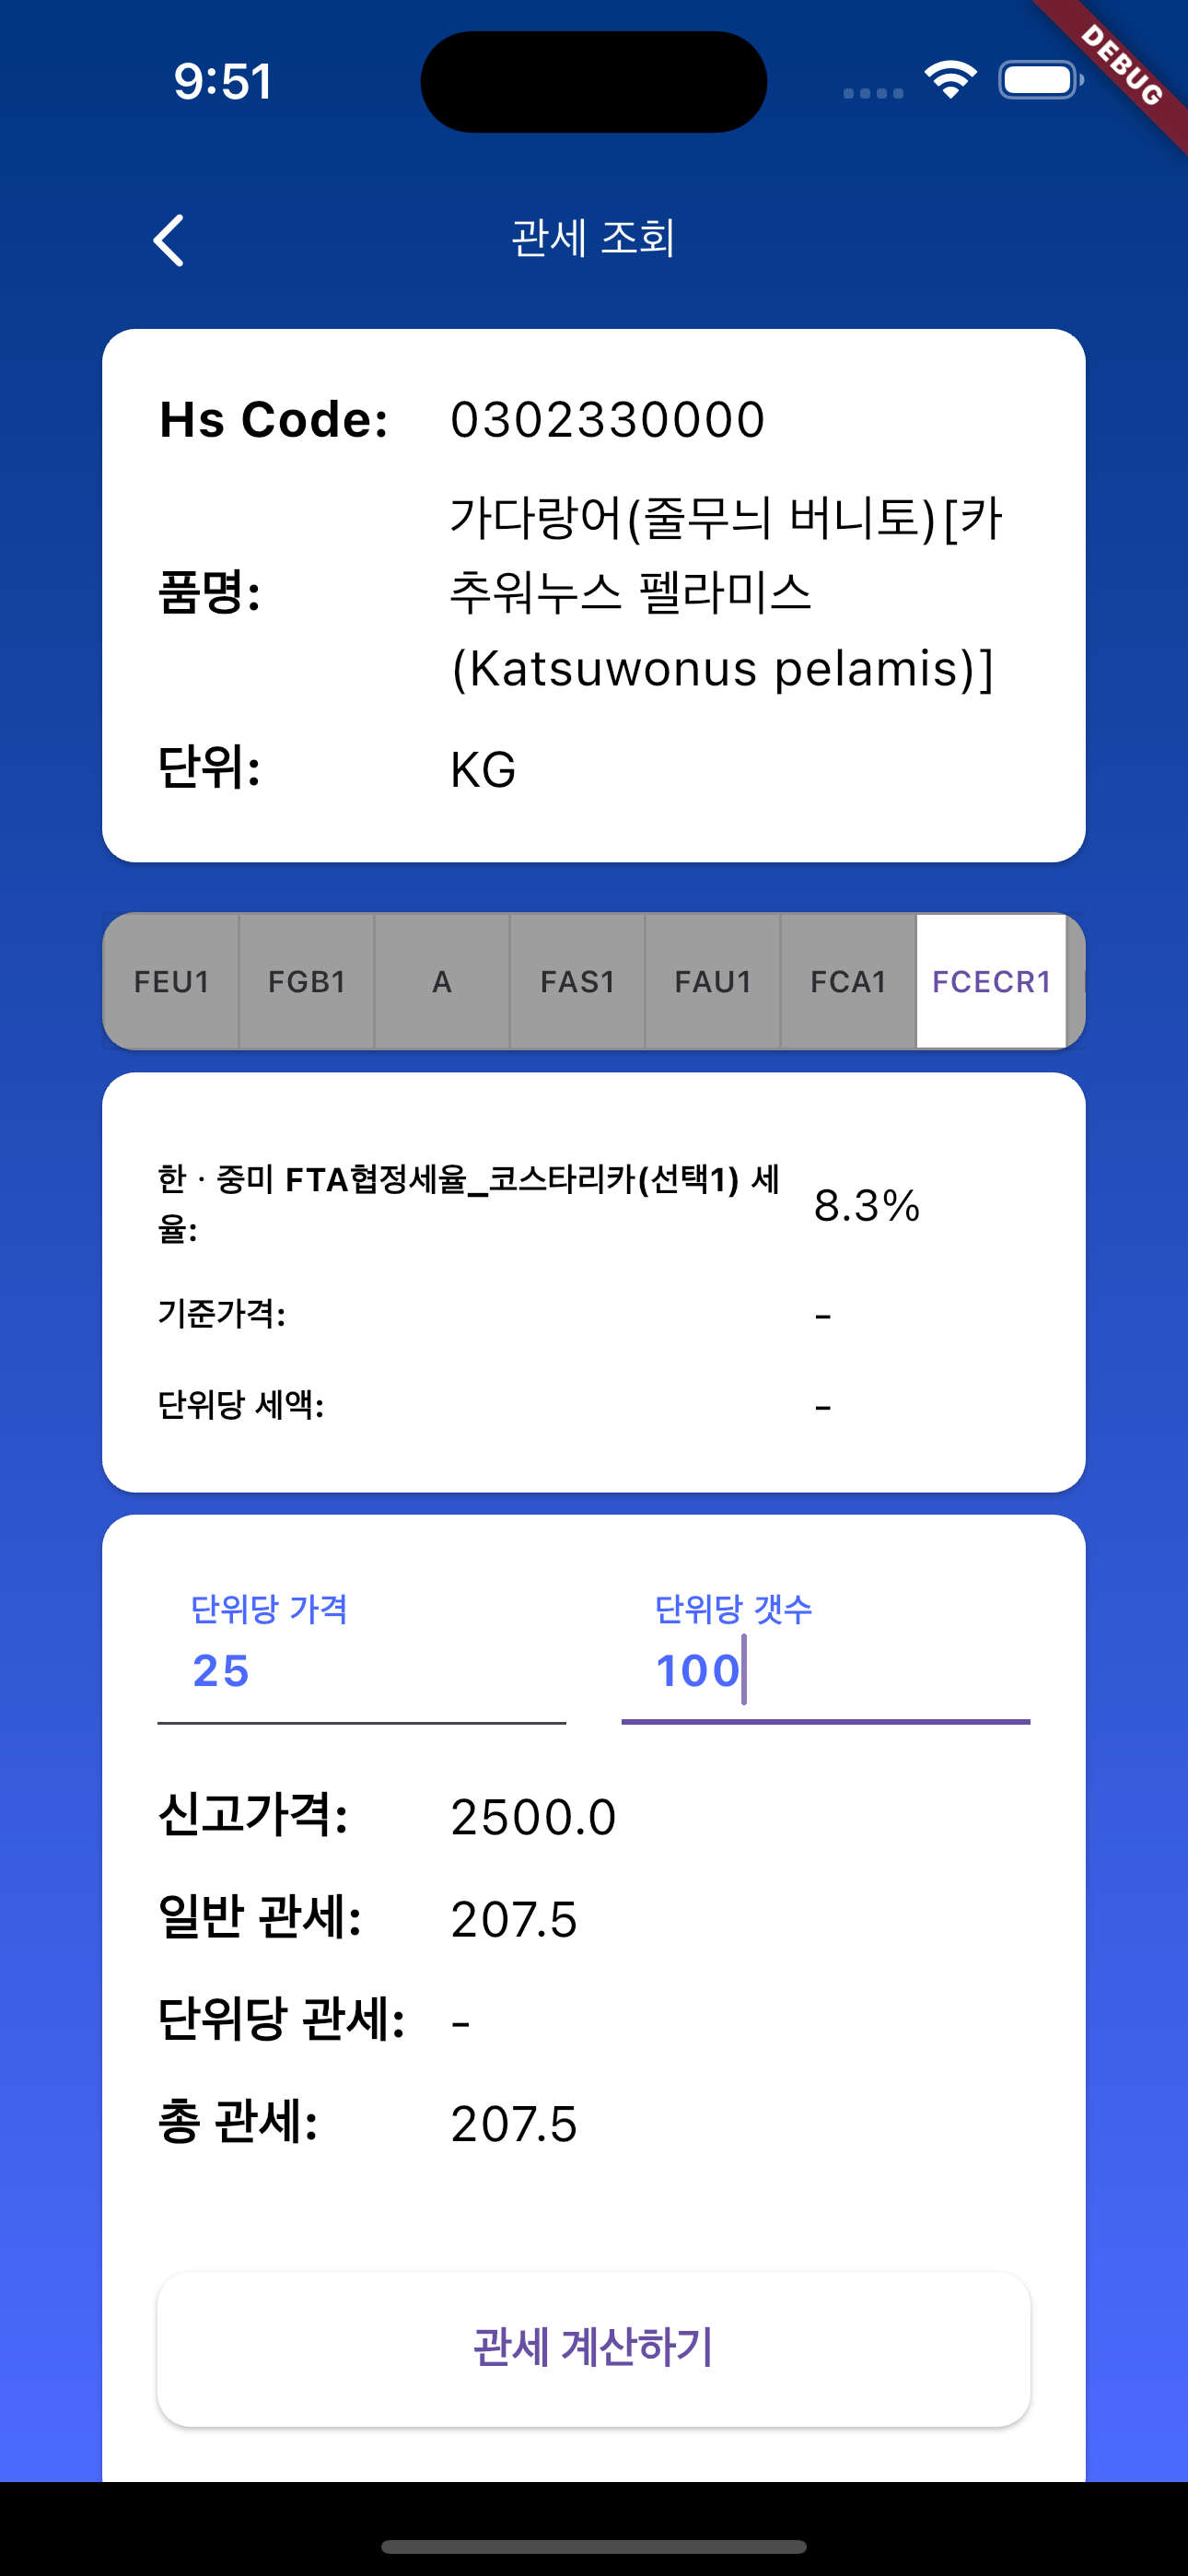 9:51
DEBUG
관세 조회
Hs Code: 0302330000
품명: 가다랑어(줄무늬 버니토)[카
추워누스 펠라미스
(Katsuwonus pelamis)]
단위: KG
FEU1 FGB1 A FAS1 FAU1 FCA1 FCECR1
한 · 중미 FTA협정세율_코스타리카(선택1) 세
율: 8.3%
기준가격: -
단위당 세액: -
단위당 가격 단위당 갯수
25 100
신고가격: 2500.0
일반 관세: 207.5
단위당 관세: -
총 관세: 207.5
관세 계산하기